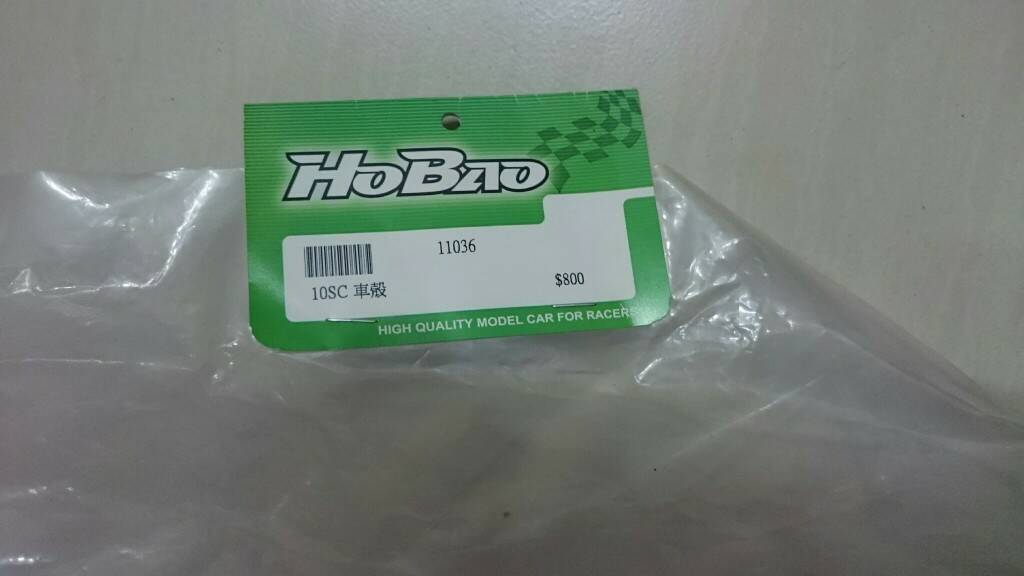 HoBao
11036
10SC 車殼
$800
HIGH QUALITY MODEL CAR FOR RACERS